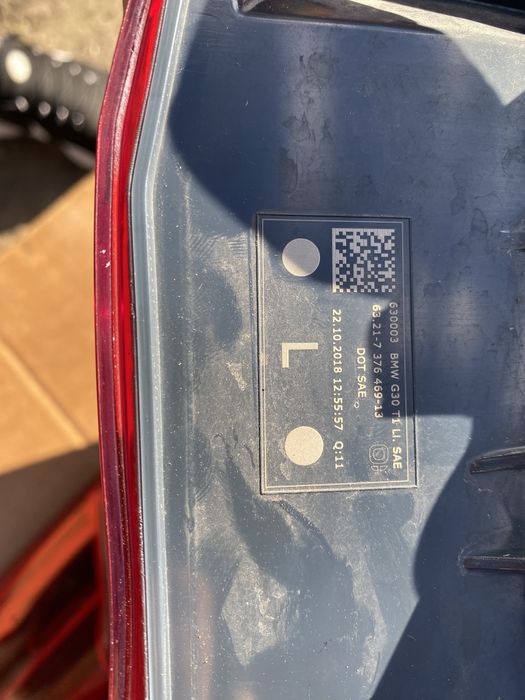 630003 BMW G30 T1 LI. SAE
63.21-7 376 469-13
DOT SAE
22.10.2018 12:55:57 Q:11
L